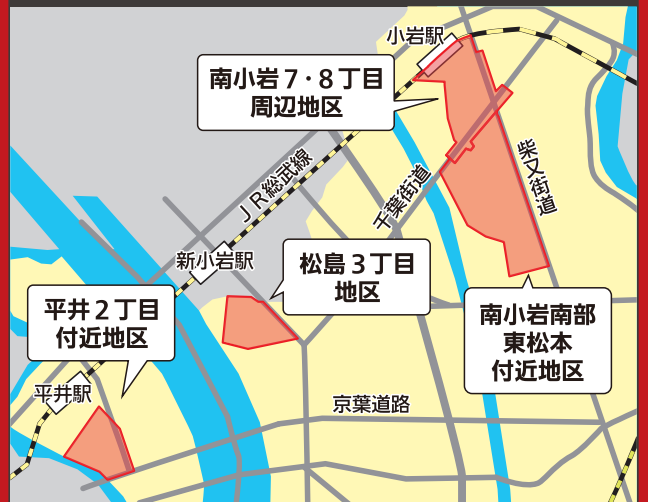 小岩駅
南小岩7・8丁目
周辺地区
柴又街道
JR総武線
千葉街道
新小岩駅
松島3丁目
地区
平井2丁目
付近地区
南小岩南部
東松本
付近地区
平井駅
京葉道路